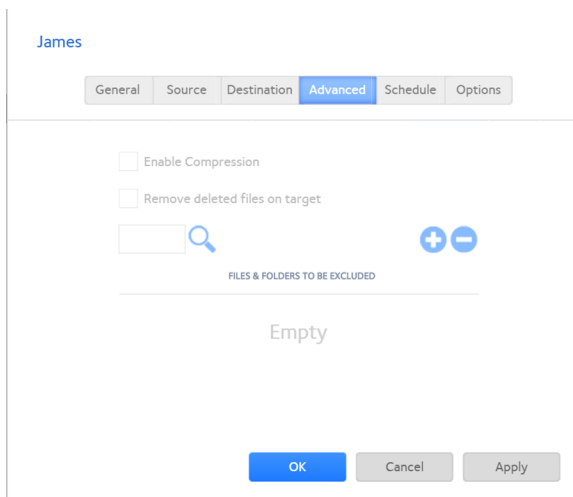 James
General Source Destination Advanced Schedule Options
Enable Compression
Remove deleted files on target
FILES & FOLDERS TO BE EXCLUDED
Empty
OK Cancel Apply